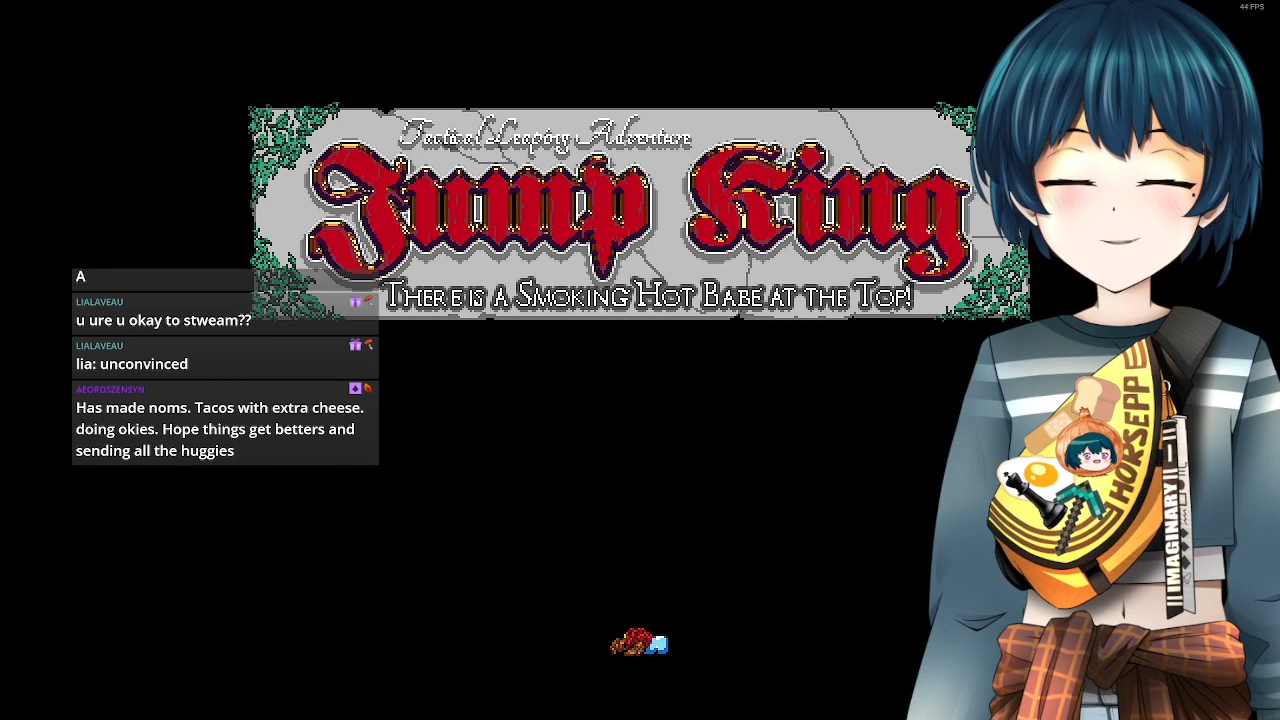 44 FPS
Tactical Leaping Adventure
Jump King
THERE IS A SMOKING HOT BABE AT THE TOP!
A
LIALAVEAU
u ure u okay to stweam??
LIALAVEAU
lia: unconvinced
AEOROSZENSYN
Has made noms. Tacos with extra cheese.
doing okies. Hope things get betters and
sending all the huggies
HORSEPP
IMAGINARY